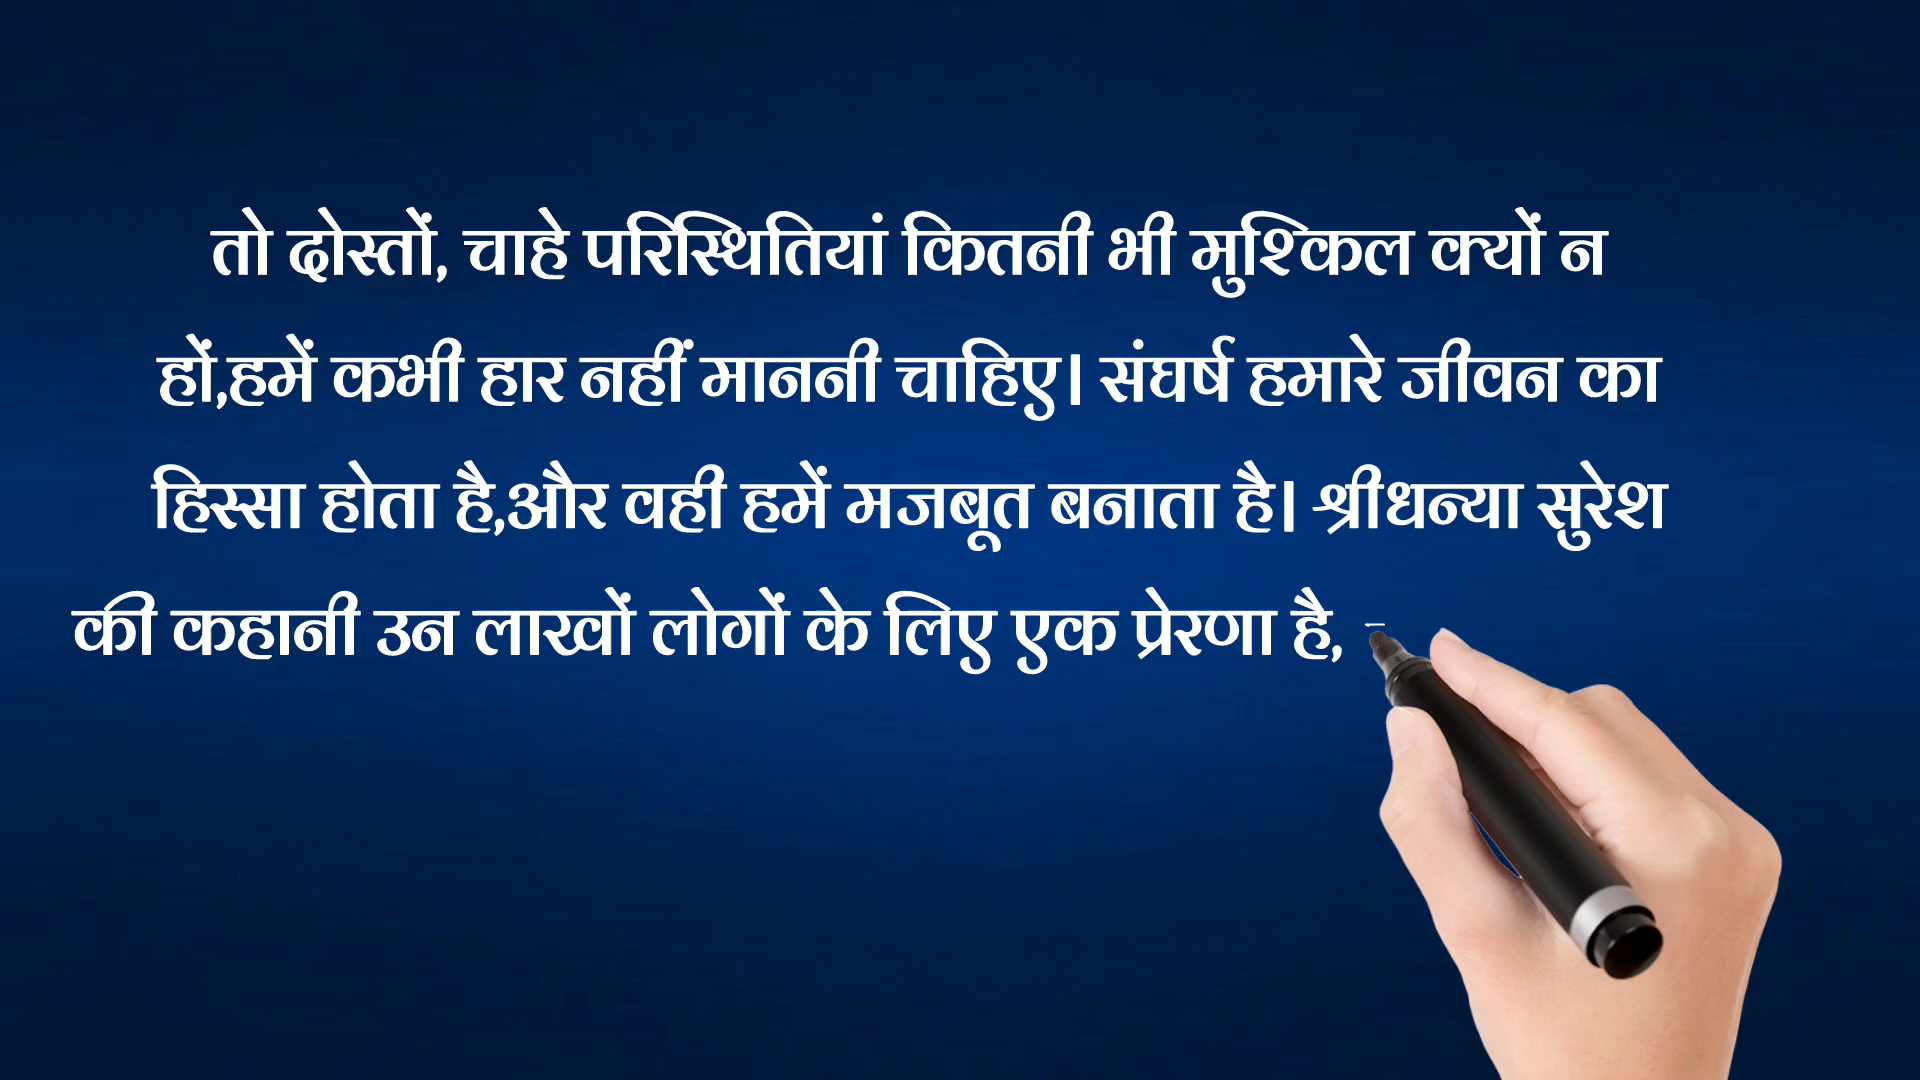 तो दोस्तों, चाहे परिस्थितियां कितनी भी मुश्किल क्यों न
हों,हमें कभी हार नहीं माननी चाहिए। संघर्ष हमारे जीवन का
हिस्सा होता है,और वही हमें मजबूत बनाता है। श्रीधन्या सुरेश
की कहानी उन लाखों लोगों के लिए एक प्रेरणा है,